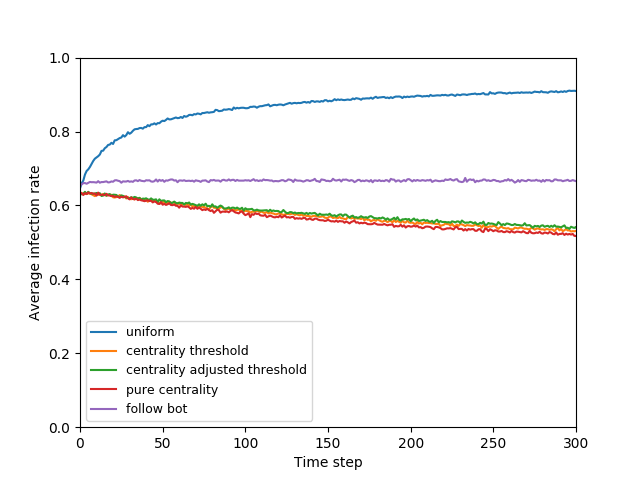 1.0
0.8
0.6
0.4
0.2
0.0
Average infection rate
uniform
centrality threshold
centrality adjusted threshold
pure centrality
follow bot
0 50 100 150 200 250 300
Time step